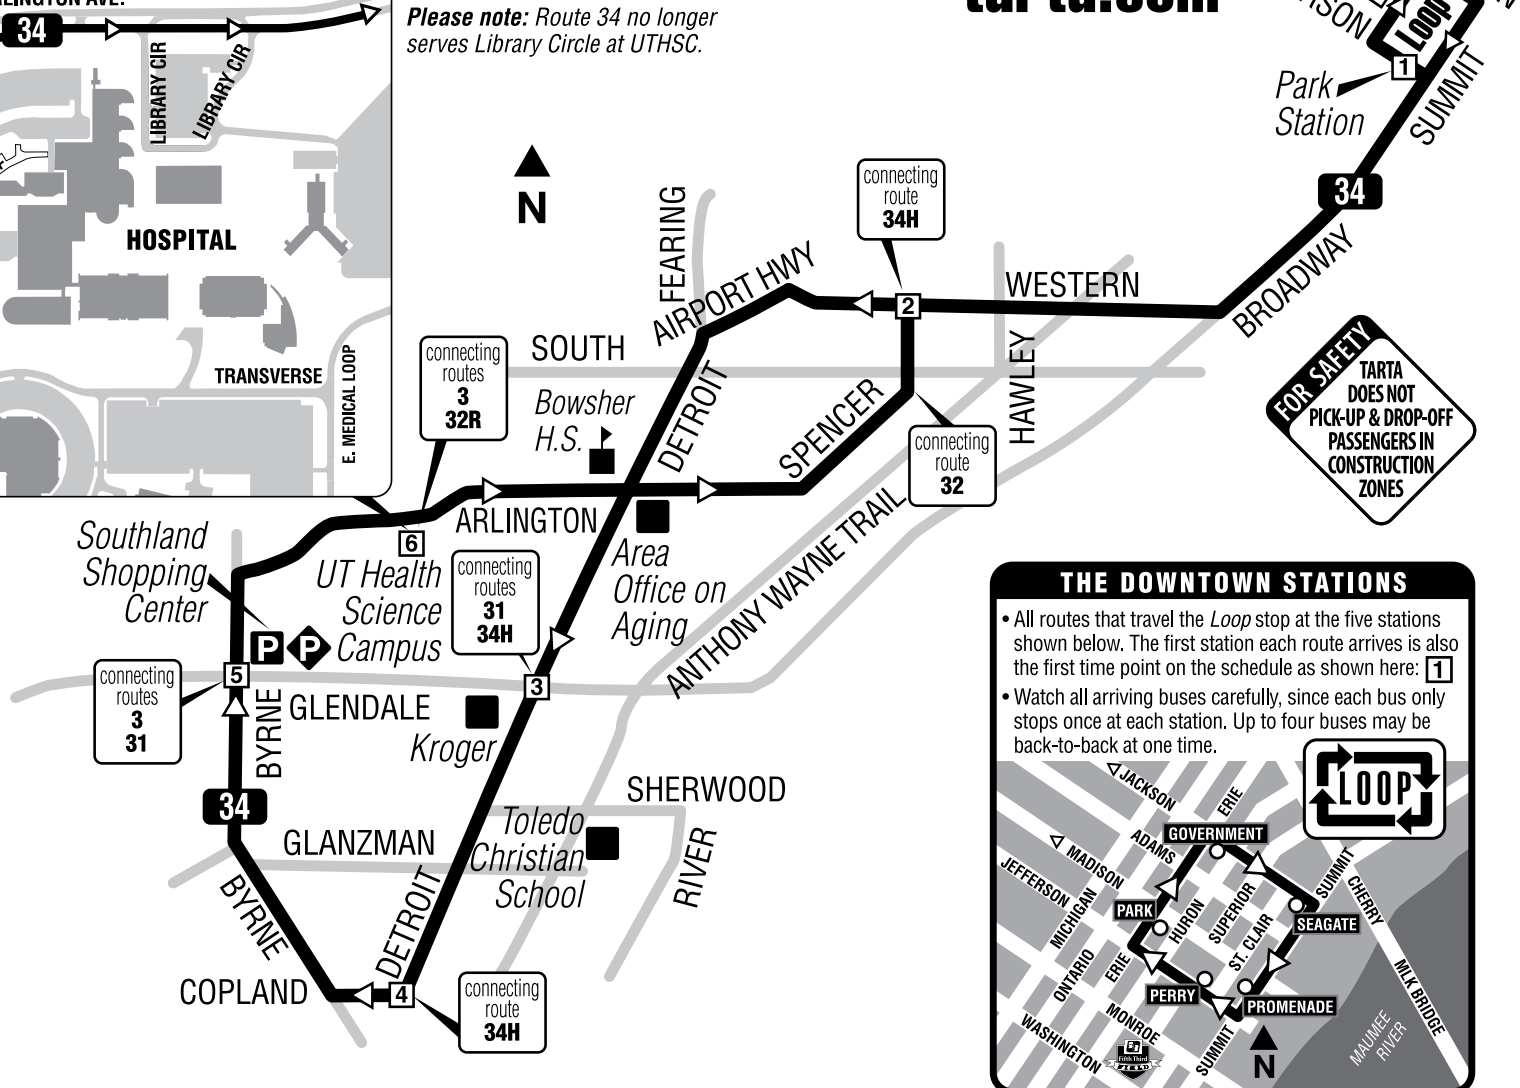 34
LIBRARY CIR
LIBRARY CIR
HOSPITAL
TRANSVERSE
E. MEDICAL LOOP
Please note: Route 34 no longer
serves Library Circle at UTHSC.
N
Loop
1
Park
Station
SUMMIT
34
BROADWAY
WESTERN
HAWLEY
connecting
route
34H
2
FEARING
AIRPORT HWY
SOUTH
DETROIT
SPENCER
connecting
route
32
connecting
routes
3
32R
Bowsher
H.S.
ARLINGTON
6
Area
Office on
Aging
ANTHONY WAYNE TRAIL
Southland
Shopping
Center
UT Health
Science
Campus
P
P
connecting
routes
31
34H
3
5
connecting
routes
3
31
BYRNE
GLENDALE
Kroger
34
SHERWOOD
Toledo
Christian
School
RIVER
GLANZMAN
BYRNE
DETROIT
COPLAND
4
connecting
route
34H
FOR SAFETY
TARTA
DOES NOT
PICK-UP & DROP-OFF
PASSENGERS IN
CONSTRUCTION
ZONES
THE DOWNTOWN STATIONS
• All routes that travel the Loop stop at the five stations
shown below. The first station each route arrives is also
the first time point on the schedule as shown here: 1
• Watch all arriving buses carefully, since each bus only
stops once at each station. Up to four buses may be
back-to-back at one time.
LOOP
JACKSON
ERIE
GOVERNMENT
ADAMS
MADISON
JEFFERSON
MICHIGAN
PARK
HURON
SUPERIOR
ST. CLAIR
SUMMIT
CHERRY
SEAGATE
ONTARIO
ERIE
PERRY
PROMENADE
MLK BRIDGE
MONROE
WASHINGTON
SUMMIT
Fifth Third
N
MAUMEE
RIVER